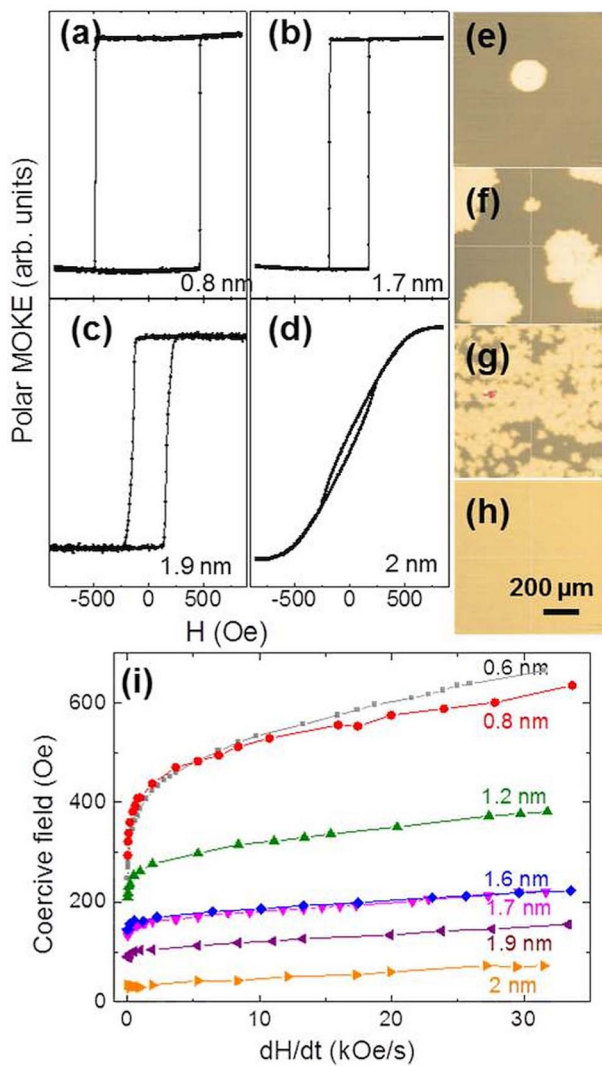 (a)
(b)
(e)
0.8 nm
1.7 nm
(f)
(c)
(d)
(g)
1.9 nm
2 nm
(h)
200 µm
Polar MOKE (arb. units)
-500 0 500
-500 0 500
H (Oe)
(i)
0.6 nm
0.8 nm
1.2 nm
1.6 nm
1.7 nm
1.9 nm
2 nm
600
400
200
0
Coercive field (Oe)
0 10 20 30
dH/dt (kOe/s)